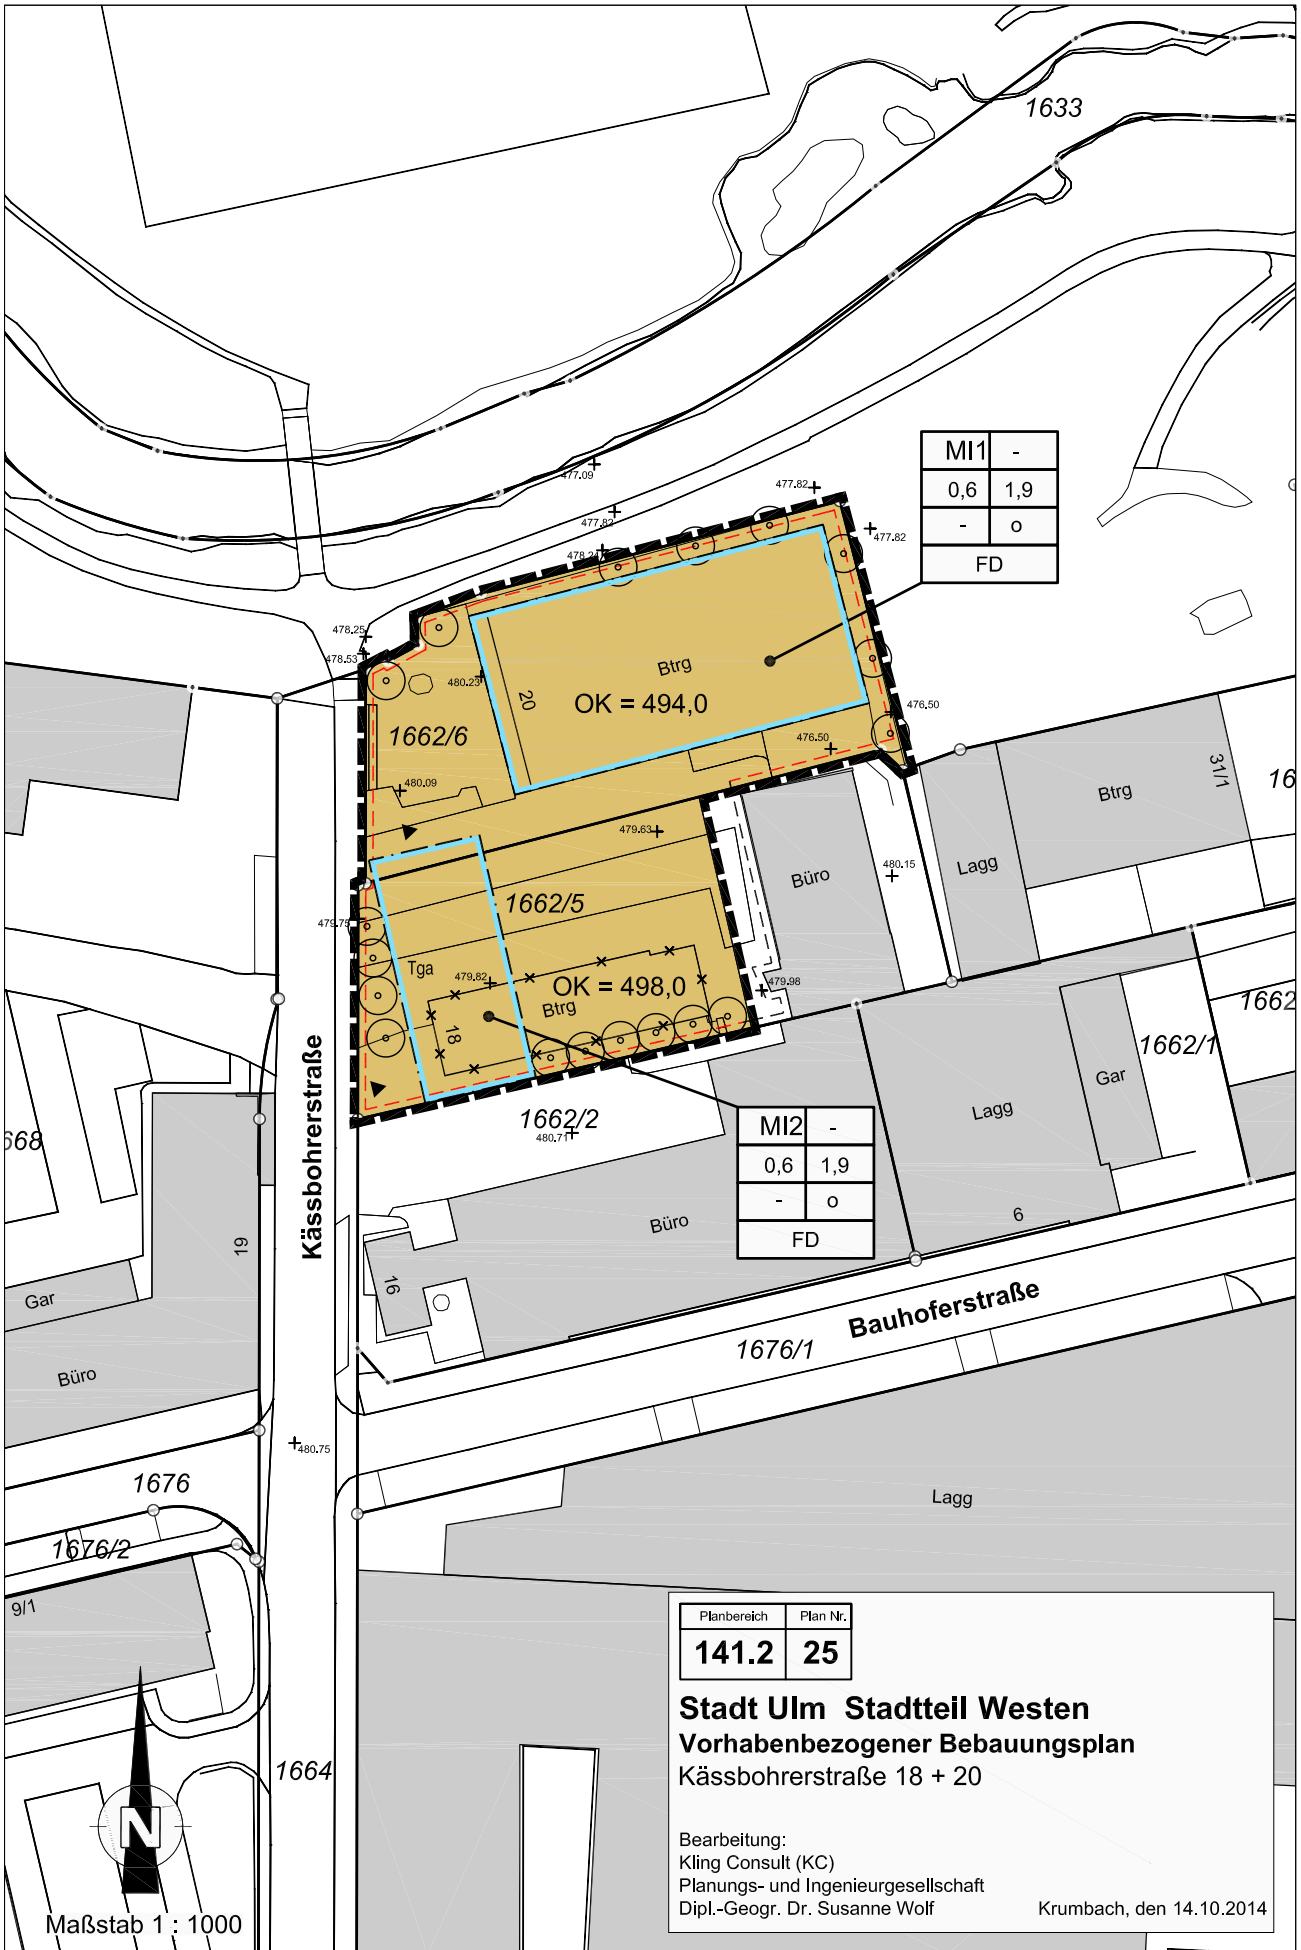 1633
MI1 -
0,6 1,9
- o
FD
477.09
477.82
477.82
477.82
478.24
478.25
478.53
480.23
20
Btrg
OK = 494,0
476.50
476.50
1662/6
480.09
479.63
31/1
Btrg
16
Lagg
Büro
480.15
1662/5
479.75
Tga
479.82
OK = 498,0
Btrg
479.98
18
1662
1662/1
Gar
Lagg
Kässbohrerstraße
1662/2
480.71
668
MI2 -
0,6 1,9
- o
FD
Büro
6
19
16
Gar
Büro
Bauhoferstraße
1676/1
480.75
1676
Lagg
1676/2
9/1
1664
N
Maßstab 1 : 1000
Planbereich Plan Nr.
141.2 25
Stadt Ulm Stadtteil Westen
Vorhabenbezogener Bebauungsplan
Kässbohrerstraße 18 + 20
Bearbeitung:
Kling Consult (KC)
Planungs- und Ingenieurgesellschaft
Dipl.-Geogr. Dr. Susanne Wolf Krumbach, den 14.10.2014